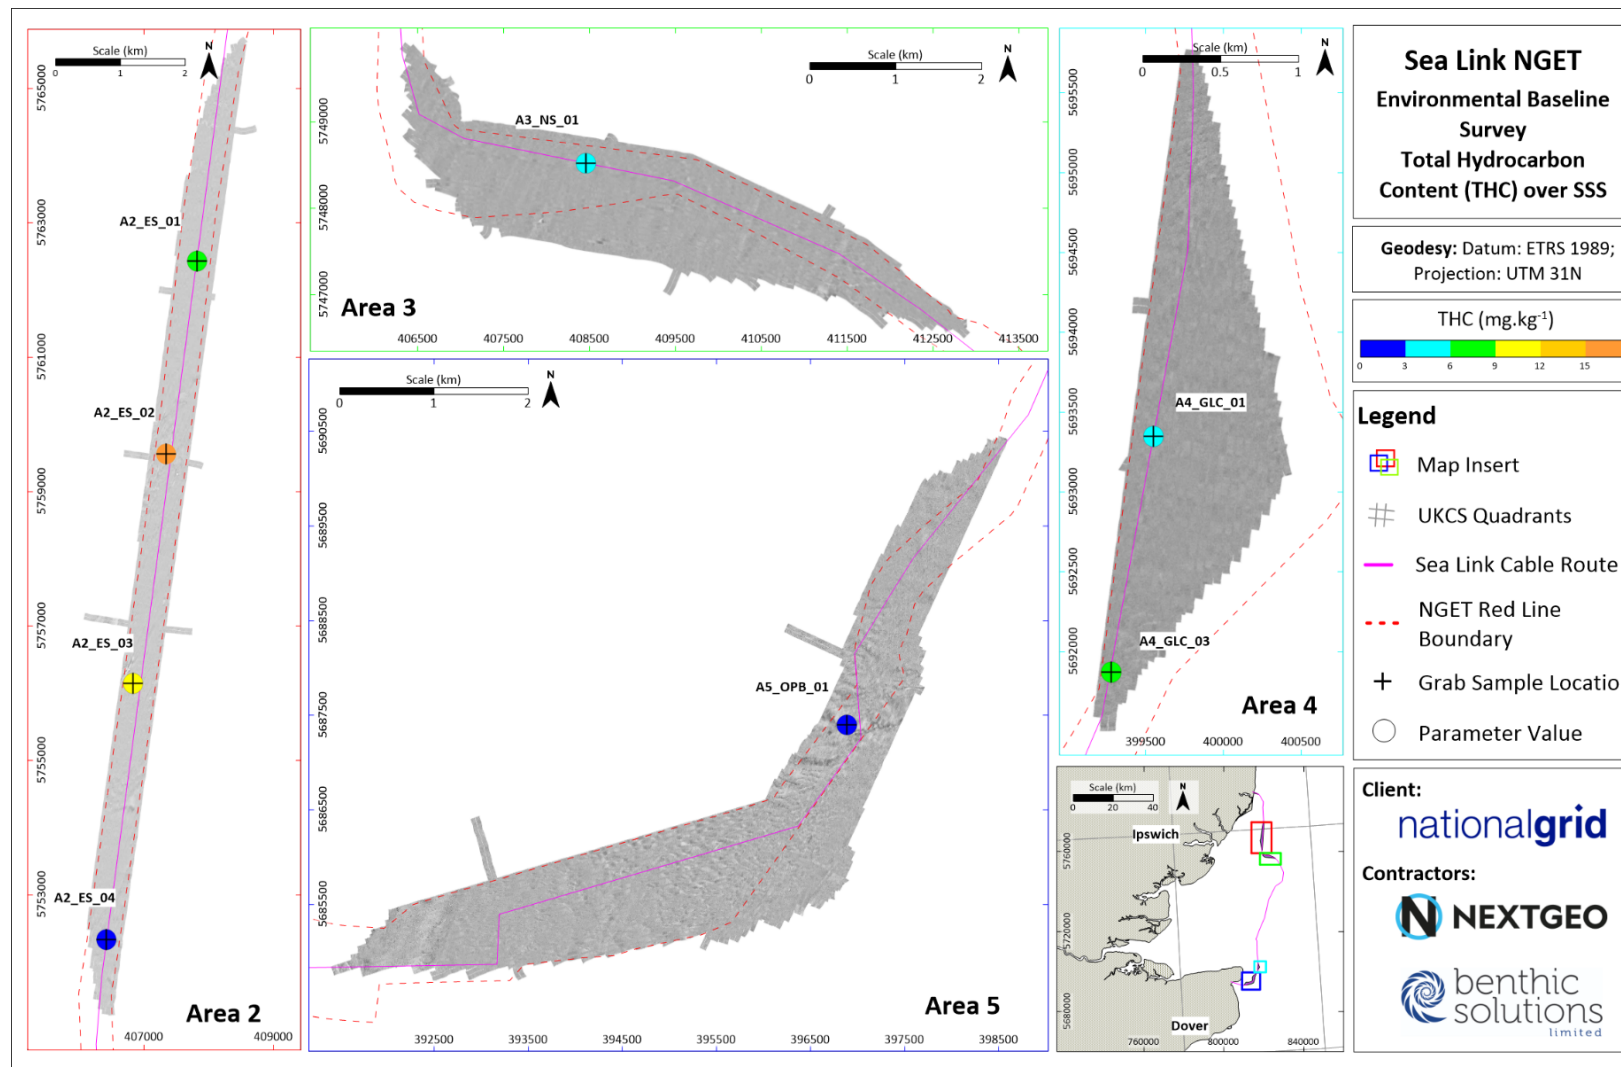 Scale (km)
0 1 2
N
5765000
5763000
5761000
5759000
5757000
5755000
5753000
A2_ES_01
A2_ES_02
A2_ES_03
A2_ES_04
Area 2
407000 409000
Scale (km)
0 1 2
N
5749000
5748000
5747000
A3_NS_01
Area 3
406500 407500 408500 409500 410500 411500 412500 413500
Scale (km)
0 1 2
N
5690500
5689500
5688500
5687500
5686500
5685500
A5_OPB_01
Area 5
392500 393500 394500 395500 396500 397500 398500
Scale (km)
0 0.5 1
N
5695500
5695000
5694500
5694000
5693500
5693000
5692500
5692000
A4_GLC_01
A4_GLC_03
Area 4
399500 400000 400500
Scale (km)
0 20 40
N
Ipswich
Dover
5760000
5720000
5680000
760000 800000 840000
Sea Link NGET
Environmental Baseline
Survey
Total Hydrocarbon
Content (THC) over SSS
Geodesy: Datum: ETRS 1989;
Projection: UTM 31N
THC (mg.kg⁻¹)
0 3 6 9 12 15
Legend
Map Insert
UKCS Quadrants
Sea Link Cable Route
NGET Red Line
Boundary
Grab Sample Locatio
Parameter Value
Client:
nationalgrid
Contractors:
NEXTGEO
benthic
solutions
limited